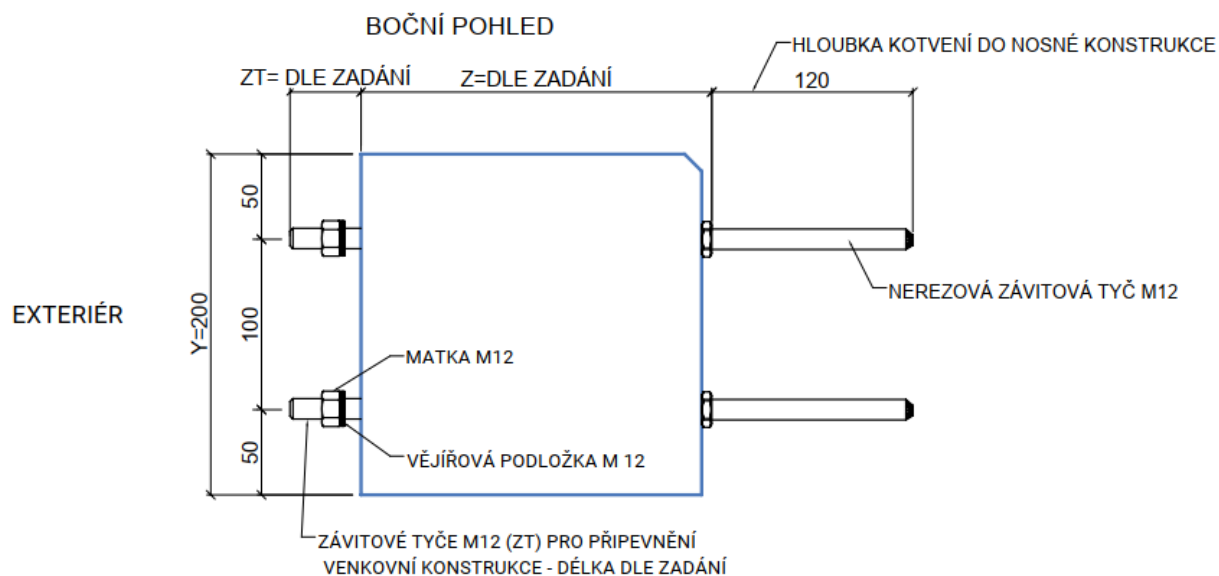 BOČNÍ POHLED
HLOUBKA KOTVENÍ DO NOSNÉ KONSTRUKCE
ZT= DLE ZADÁNÍ
Z=DLE ZADÁNÍ
120
50
NEREZOVÁ ZÁVITOVÁ TYČ M12
EXTERIÉR
Y=200
100
MATKA M12
50
VĚJÍŘOVÁ PODLOŽKA M 12
ZÁVITOVÉ TYČE M12 (ZT) PRO PŘIPEVNĚNÍ
VENKOVNÍ KONSTRUKCE - DÉLKA DLE ZADÁNÍ